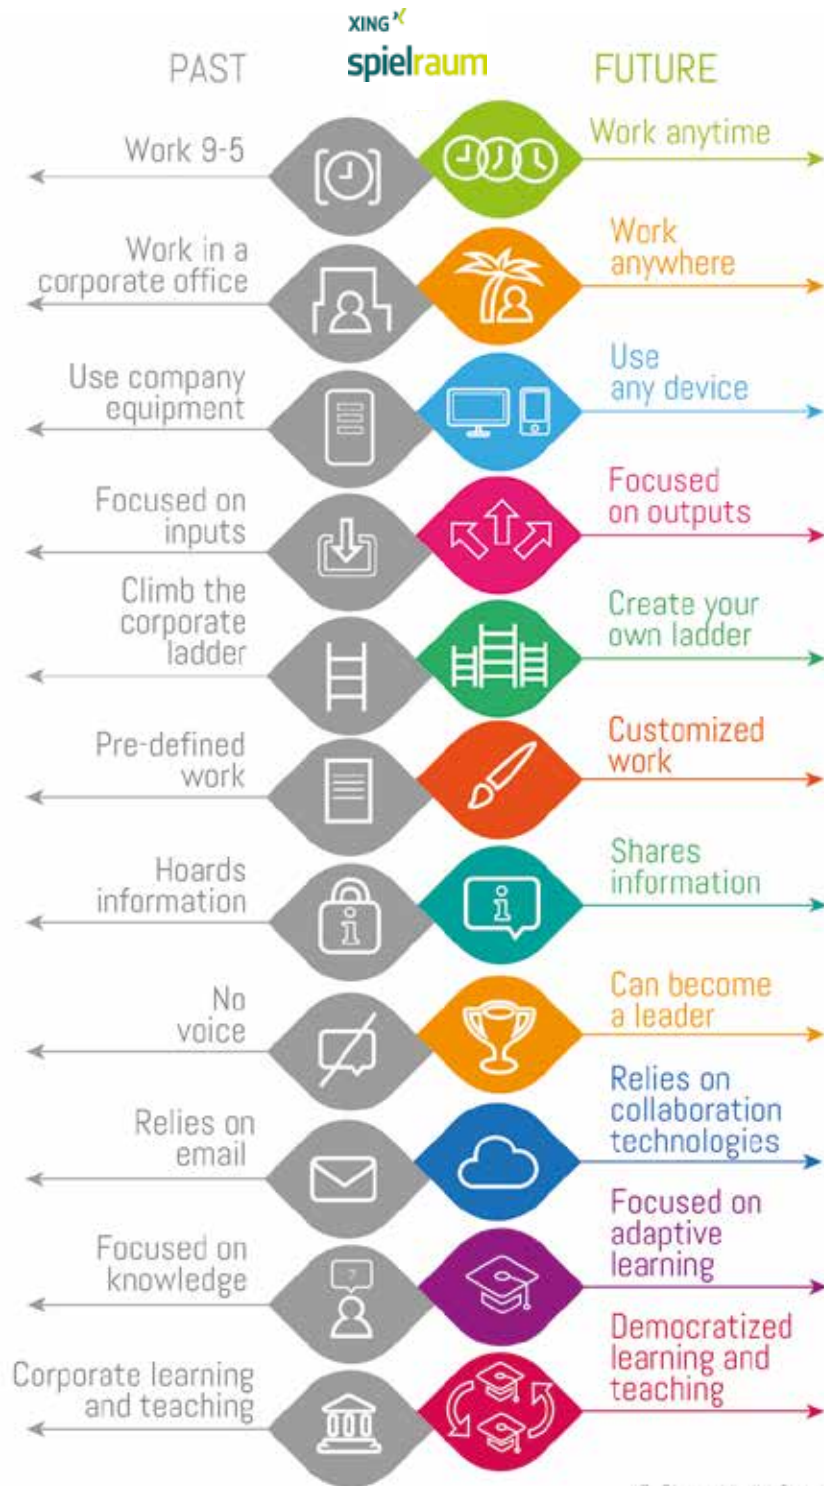 XING
spielraum
PAST
FUTURE
Work 9-5
Work anytime
Work in a
corporate office
Work
anywhere
Use company
equipment
Use
any device
Focused on
inputs
Focused
on outputs
Climb the
corporate
ladder
Create your
own ladder
Pre-defined
work
Customized
work
Hoards
information
i
Shares
information
i
No
voice
Can become
a leader
Relies on
email
Relies on
collaboration
technologies
Focused on
knowledge
?
Focused on
adaptive
learning
Corporate learning
and teaching
Democratized
learning and
teaching